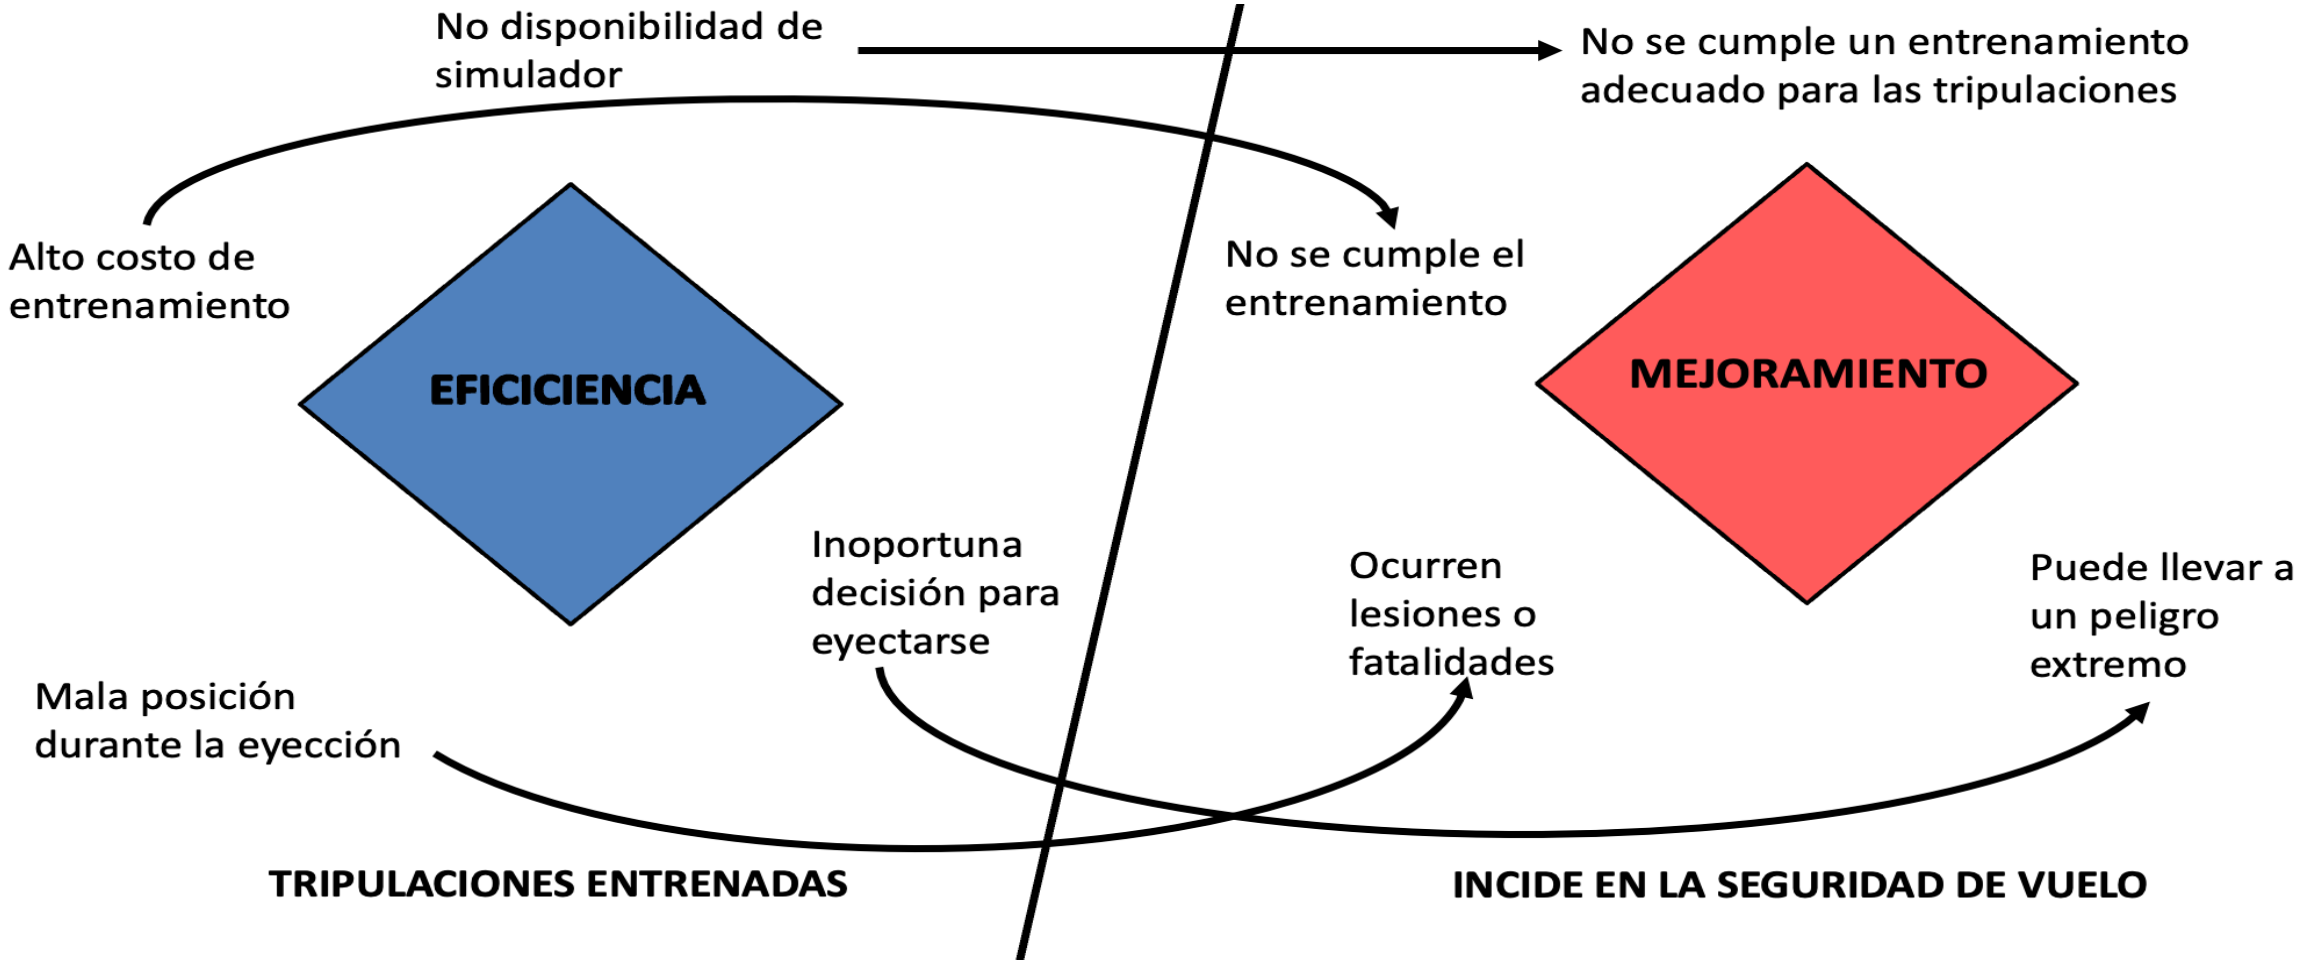 No disponibilidad de
simulador
No se cumple un entrenamiento
adecuado para las tripulaciones
Alto costo de
entrenamiento
No se cumple el
entrenamiento
EFICICIENCIA
MEJORAMIENTO
Inoportuna
decisión para
eyectarse
Ocurren
lesiones o
fatalidades
Puede llevar a
un peligro
extremo
Mala posición
durante la eyección
TRIPULACIONES ENTRENADAS
INCIDE EN LA SEGURIDAD DE VUELO